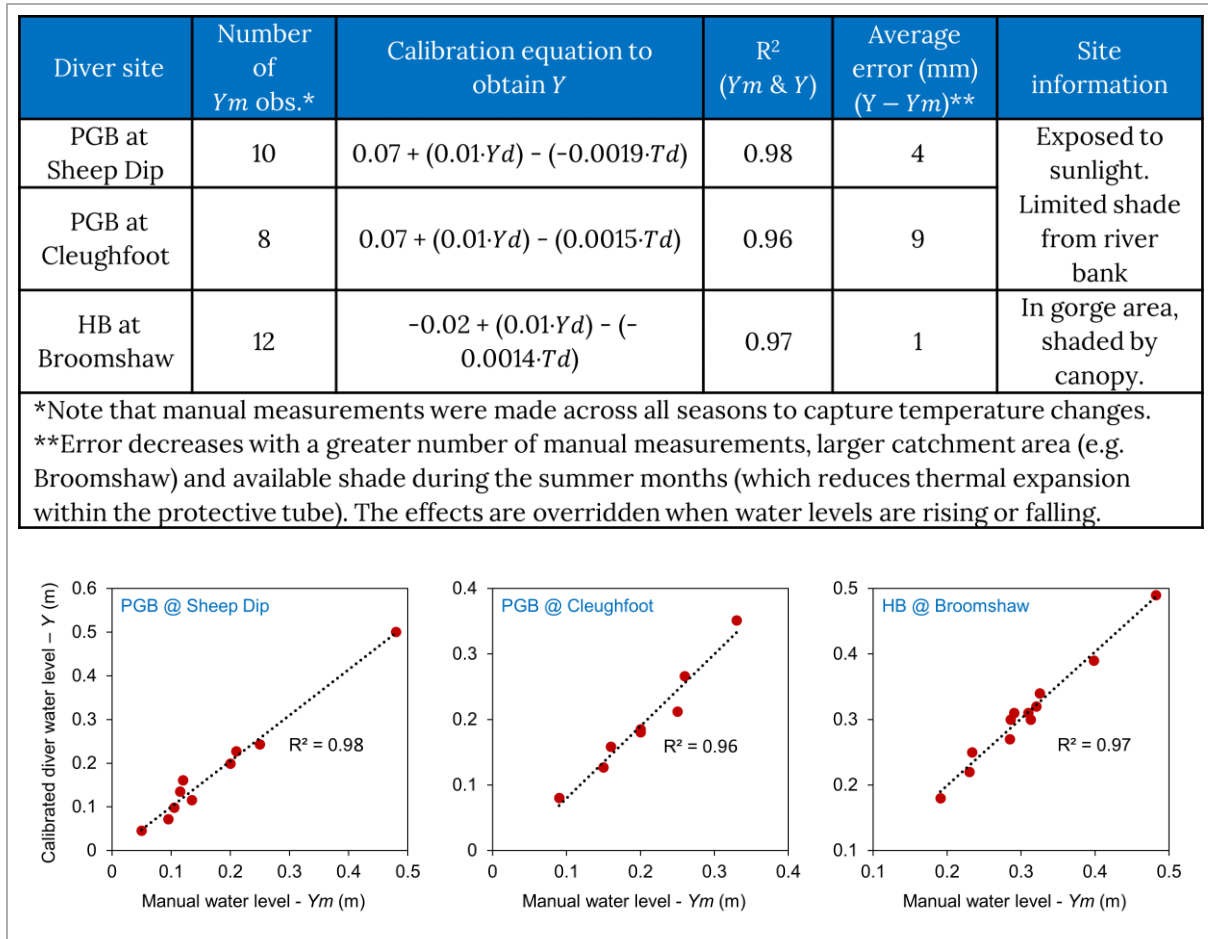 Diver site
Number
of
Ym obs.*
Calibration equation to
obtain Y
R²
(Ym & Y)
Average
error (mm)
(Y – Ym)**
Site
information
PGB at
Sheep Dip
10
0.07 + (0.01·Yd) – (-0.0019·Td)
0.98
4
Exposed to
sunlight.
Limited shade
from river
bank
PGB at
Cleughfoot
8
0.07 + (0.01·Yd) – (0.0015·Td)
0.96
9
HB at
Broomshaw
12
-0.02 + (0.01·Yd) – (-
0.0014·Td)
0.97
1
In gorge area,
shaded by
canopy.
*Note that manual measurements were made across all seasons to capture temperature changes.
**Error decreases with a greater number of manual measurements, larger catchment area (e.g.
Broomshaw) and available shade during the summer months (which reduces thermal expansion
within the protective tube). The effects are overridden when water levels are rising or falling.
Calibrated diver water level – Y (m)
0.6
0.5
0.4
0.3
0.2
0.1
0
PGB @ Sheep Dip
R² = 0.98
0 0.1 0.2 0.3 0.4 0.5
Manual water level - Ym (m)
0.4
0.3
0.2
0.1
0
PGB @ Cleughfoot
R² = 0.96
0 0.1 0.2 0.3 0.4
Manual water level - Ym (m)
0.5
0.4
0.3
0.2
0.1
HB @ Broomshaw
R² = 0.97
0.1 0.2 0.3 0.4 0.5
Manual water level - Ym (m)